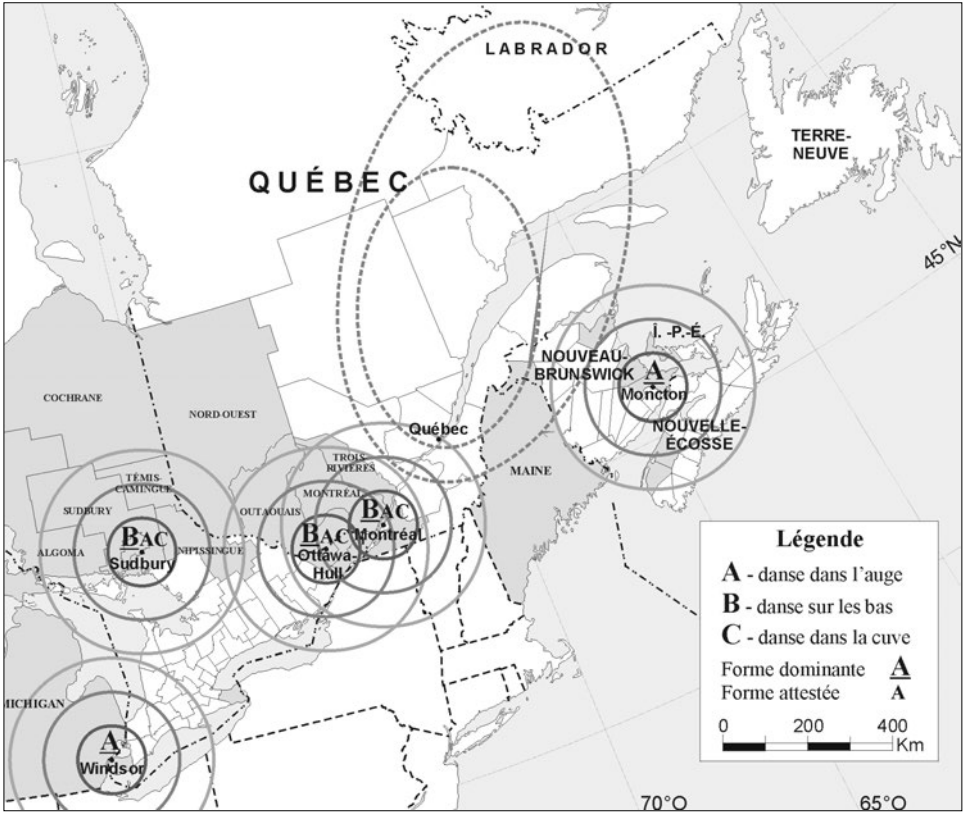 LABRADOR
TERRE-
NEUVE
QUÉBEC
45°N
Î. -P.-É.
NOUVEAU-
BRUNSWICK
A
Moncton
NOUVELLE-
ÉCOSSE
COCHRANE
NORD-OUEST
Québec
TROIS-
RIVIÈRES
MAINE
TÉMIS-
CAMINGUE
MONTRÉAL
SUDBURY
OUTAOUAIS
BAC
Montréal
BAC
Sudbury
ALGOMA
NIPISSINGUE
BAC
Ottawa-
Hull
MICHIGAN
A
Windsor
Légende
A - danse dans l'auge
B - danse sur les bas
C - danse dans la cuve
Forme dominante A
Forme attestée A
0 200 400
Km
70°O
65°O